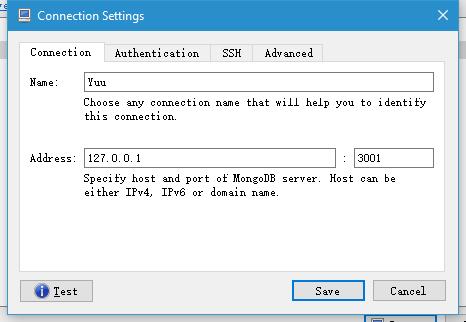 Connection Settings
Connection Authentication SSH Advanced
Name: Yuu
Choose any connection name that will help you to identify
this connection.
Address: 127.0.0.1 : 3001
Specify host and port of MongoDB server. Host can be
either IPv4, IPv6 or domain name.
Test Save Cancel